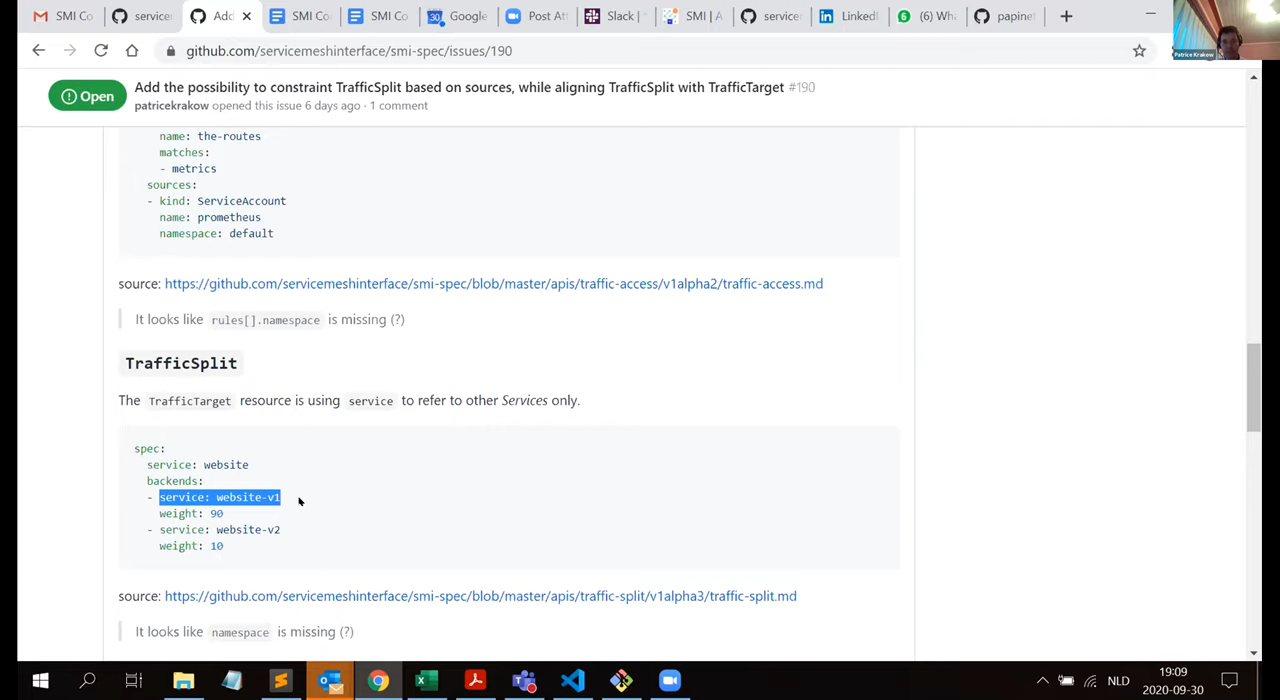 SMI Co
service
Add
SMI Co
SMI Co
Google
Post At
Slack |
SMI | A
service
LinkedI
(6) Wh
papine
github.com/servicemeshinterface/smi-spec/issues/190
Patrice Krakow
Open
Add the possibility to constraint TrafficSplit based on sources, while aligning TrafficSplit with TrafficTarget #190
patricekrakow opened this issue 6 days ago · 1 comment
name: the-routes
matches:
- metrics
sources:
- kind: ServiceAccount
name: prometheus
namespace: default
source: https://github.com/servicemeshinterface/smi-spec/blob/master/apis/traffic-access/v1alpha2/traffic-access.md
It looks like rules[].namespace is missing (?)
TrafficSplit
The TrafficTarget resource is using service to refer to other Services only.
spec:
service: website
backends:
- service: website-v1
weight: 90
- service: website-v2
weight: 10
source: https://github.com/servicemeshinterface/smi-spec/blob/master/apis/traffic-split/v1alpha3/traffic-split.md
It looks like namespace is missing (?)
NLD
19:09
2020-09-30